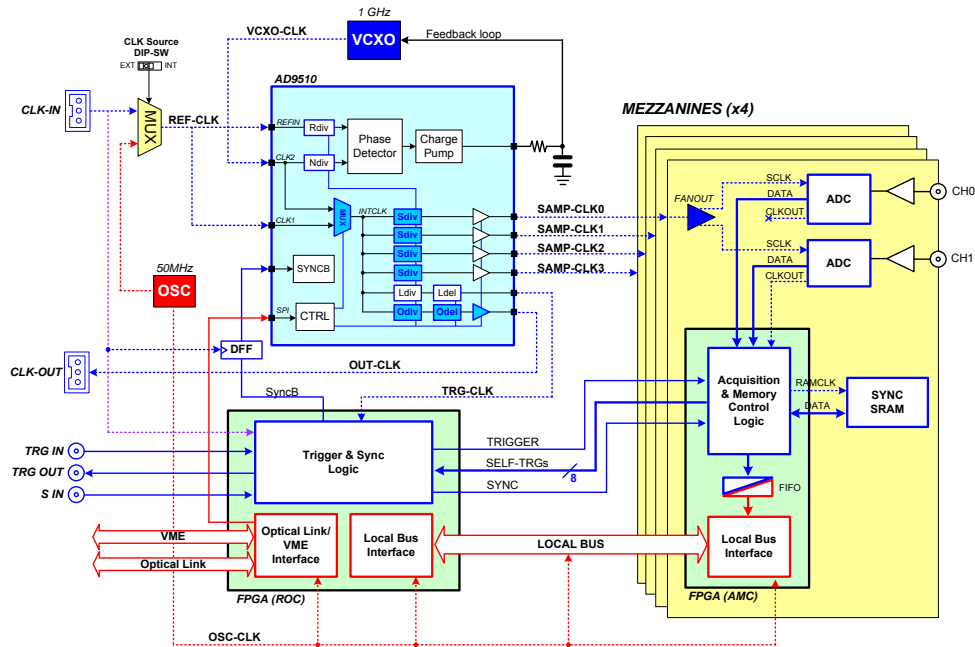 1 GHz
VCXO-CLK
VCXO
Feedback loop
CLK Source
DIP-SW
EXT
INT
AD9510
CLK-IN
MUX
REF-CLK
REFIN
Rdiv
Phase
Detector
Charge
Pump
CLK2
Ndiv
MEZZANINES (x4)
SCLK
DATA
CLKOUT
ADC
CH0
FANOUT
MUX
INTCLK
CLK1
Sdiv
Sdiv
Sdiv
Sdiv
SAMP-CLK0
SAMP-CLK1
SAMP-CLK2
SAMP-CLK3
SCLK
DATA
CLKOUT
ADC
CH1
50MHz
OSC
SYNCB
Ldiv
Ldel
SPI
CTRL
Odiv
Odel
DFF
CLK-OUT
OUT-CLK
SyncB
TRG-CLK
Acquisition
& Memory
Control
Logic
RAMCLK
DATA
SYNC
SRAM
TRG IN
TRG OUT
S IN
Trigger & Sync
Logic
TRIGGER
SELF-TRGs
8
SYNC
FIFO
VME
Optical Link
Optical Link/
VME
Interface
Local Bus
Interface
LOCAL BUS
Local Bus
Interface
FPGA (ROC)
FPGA (AMC)
OSC-CLK